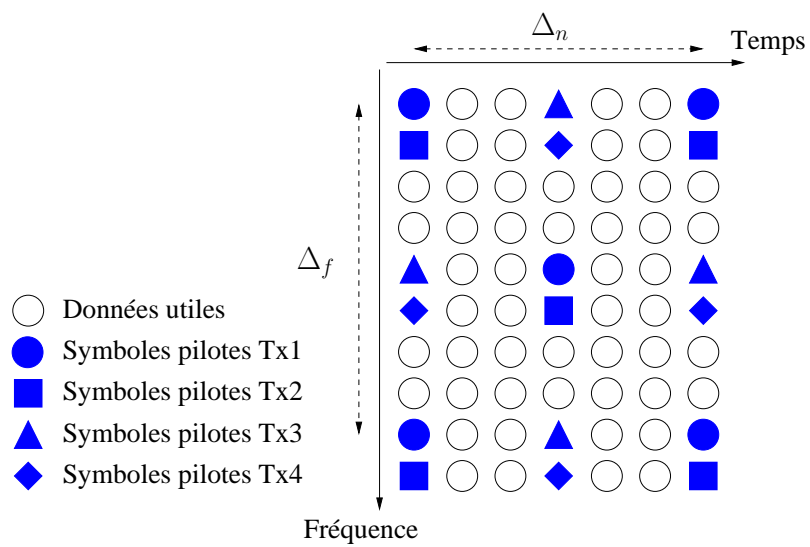 Δn
Temps
Δf
Données utiles
Symboles pilotes Tx1
Symboles pilotes Tx2
Symboles pilotes Tx3
Symboles pilotes Tx4
Fréquence